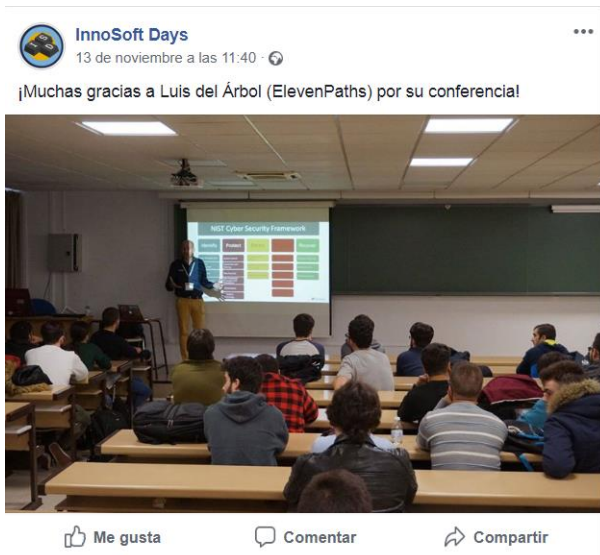 InnoSoft Days
13 de noviembre a las 11:40
¡Muchas gracias a Luis del Árbol (ElevenPaths) por su conferencia!
NIST Cyber Security Framework
Identify Protect Recover
Me gusta Comentar Compartir